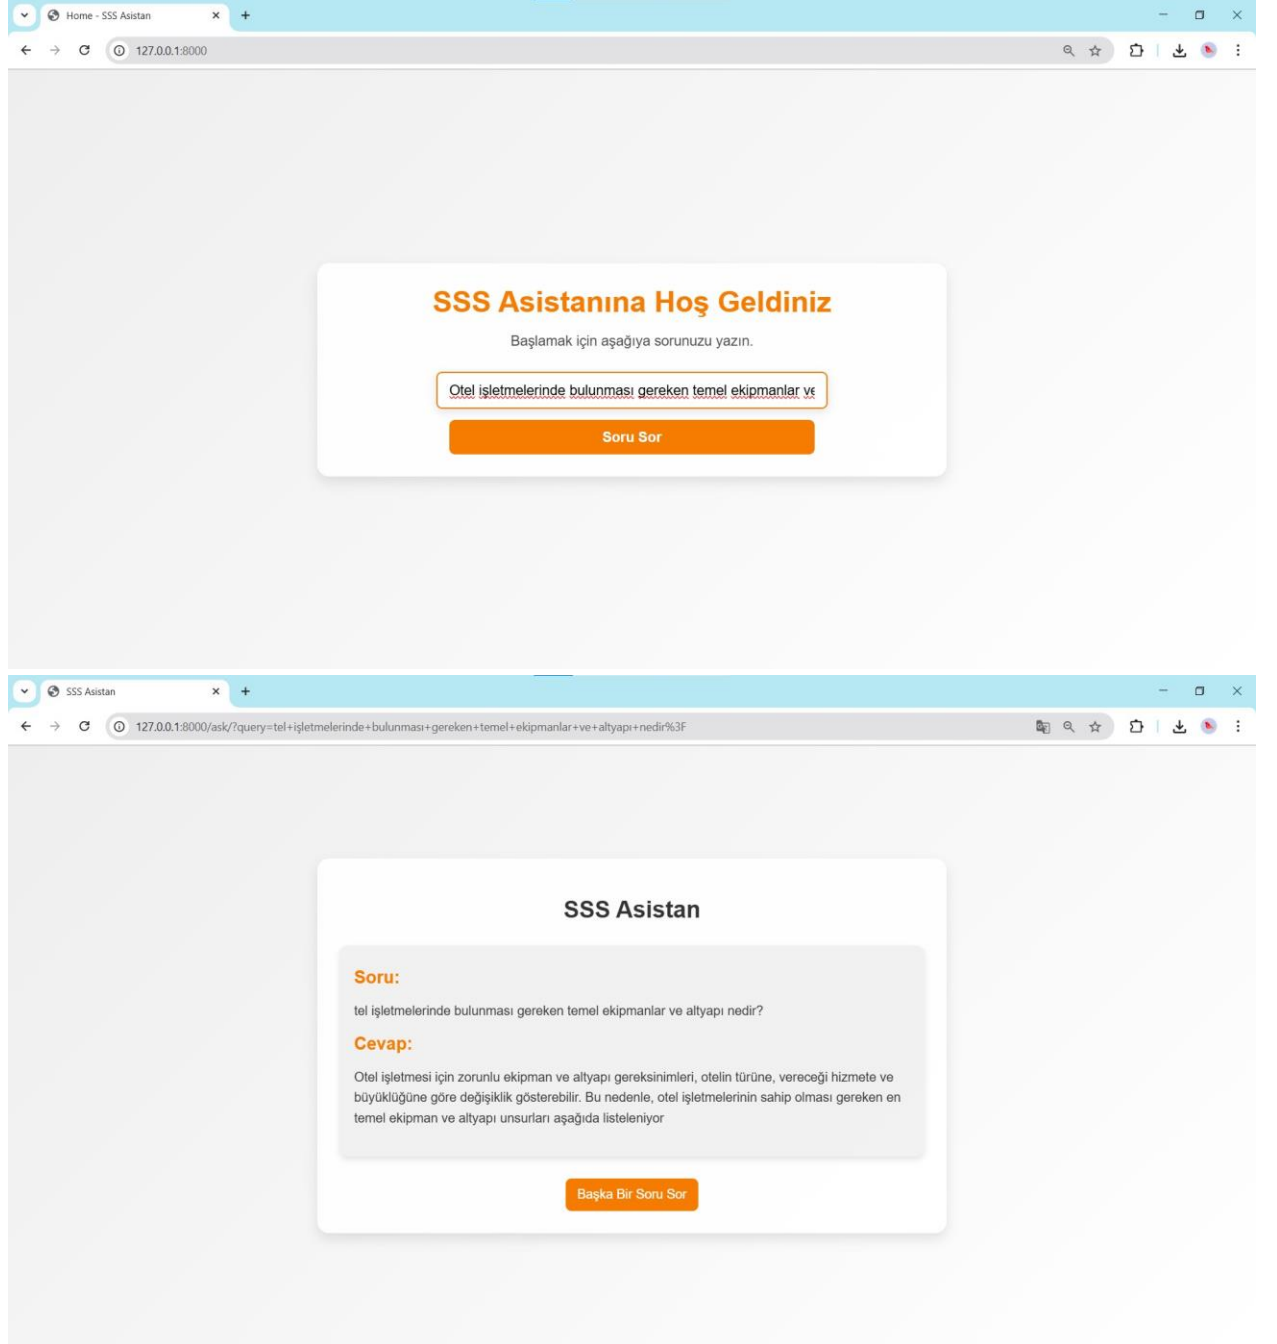 Home - SSS Asistan
127.0.0.1:8000
SSS Asistanına Hoş Geldiniz
Başlamak için aşağıya sorunuzu yazın.
Otel işletmelerinde bulunması gereken temel ekipmanlar ve
Soru Sor
SSS Asistan
127.0.0.1:8000/ask/?query=tel+işletmelerinde+bulunması+gereken+temel+ekipmanlar+ve+altyapı+nedir%3F
SSS Asistan
Soru:
tel işletmelerinde bulunması gereken temel ekipmanlar ve altyapı nedir?
Cevap:
Otel işletmesi için zorunlu ekipman ve altyapı gereksinimleri, otelin türüne, vereceği hizmete ve
büyüklüğüne göre değişiklik gösterebilir. Bu nedenle, otel işletmelerinin sahip olması gereken en
temel ekipman ve altyapı unsurları aşağıda listeleniyor
Başka Bir Soru Sor